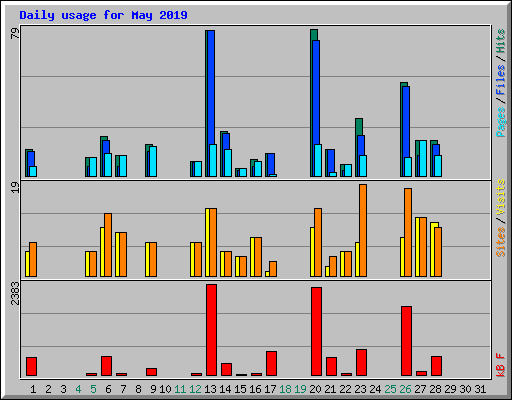 Daily usage for May 2019
79
19
2383
Pages / Files / Hits
Sites / Visits
kB F
1 2 3 4 5 6 7 8 9 10 11 12 13 14 15 16 17 18 19 20 21 22 23 24 25 26 27 28 29 30 31